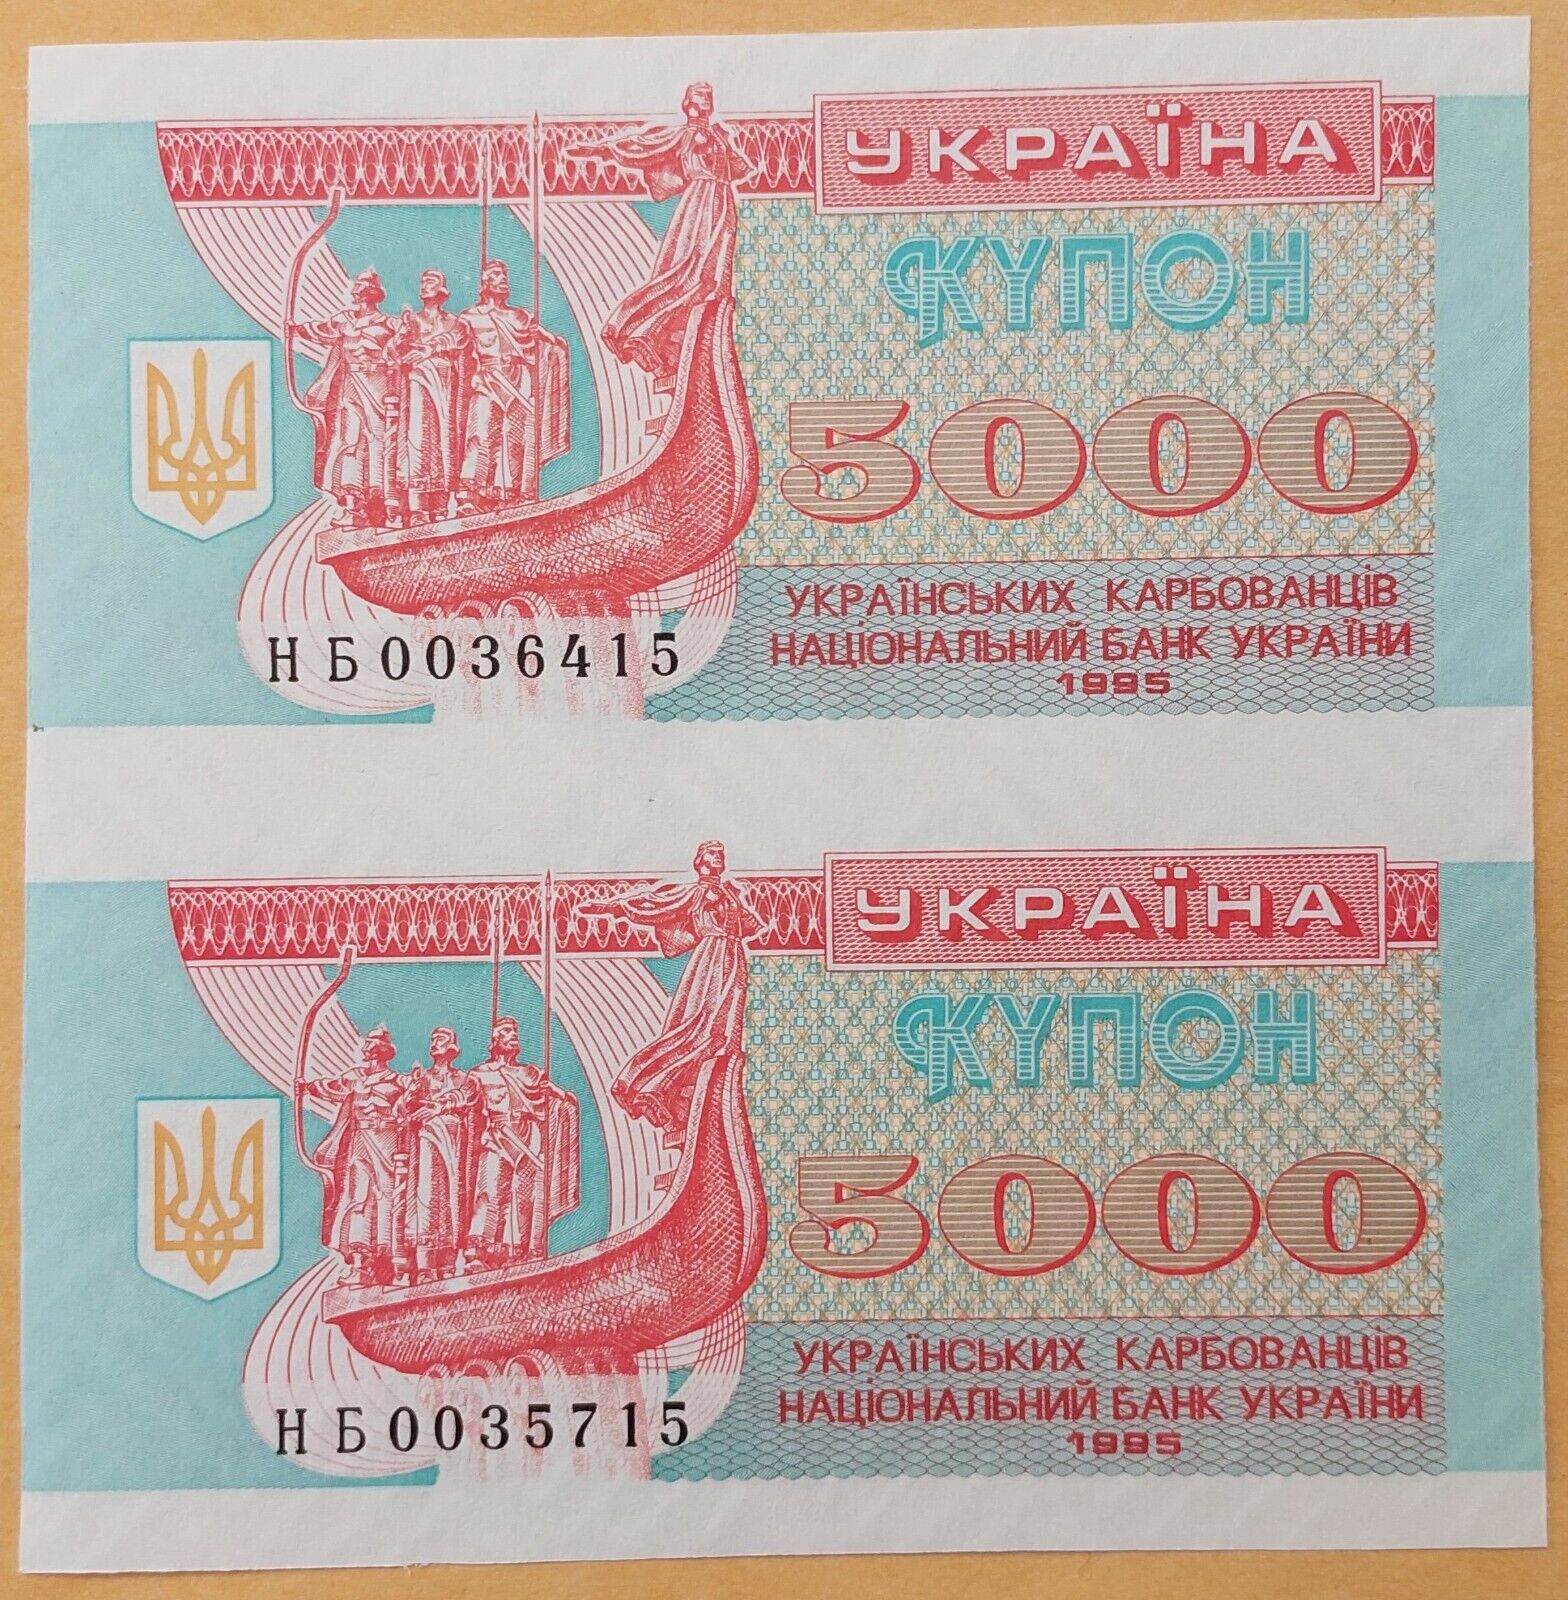 УКРАЇНА
КУПОН
5000
УКРАЇНСЬКИХ КАРБОВАНЦІВ
НАЦІОНАЛЬНИЙ БАНК УКРАЇНИ
1995
НБ0036415
УКРАЇНА
КУПОН
5000
УКРАЇНСЬКИХ КАРБОВАНЦІВ
НАЦІОНАЛЬНИЙ БАНК УКРАЇНИ
1995
НБ0035715